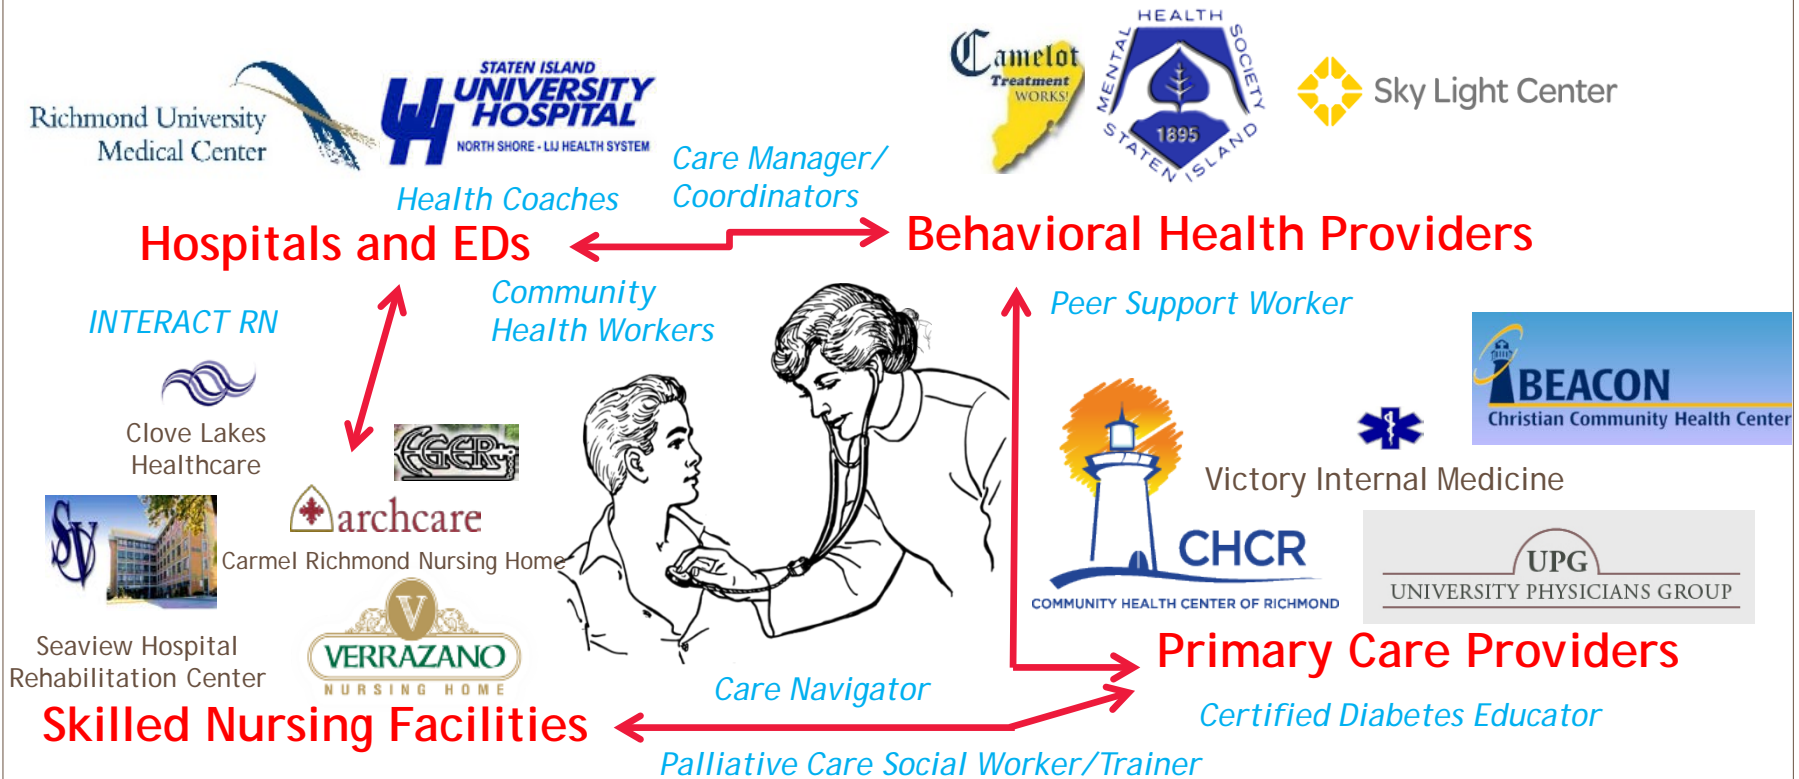 Richmond University
Medical Center
STATEN ISLAND
UNIVERSITY
HOSPITAL
NORTH SHORE - LIJ HEALTH SYSTEM
Camelot
Treatment
WORKS!
MENTAL HEALTH SOCIETY
1895
STATEN ISLAND
Sky Light Center
Health Coaches
Care Manager/
Coordinators
Hospitals and EDs
Behavioral Health Providers
INTERACT RN
Community
Health Workers
Peer Support Worker
Clove Lakes
Healthcare
EGER
SV
archcare
Carmel Richmond Nursing Home
Seaview Hospital
Rehabilitation Center
V
VERRAZANO
NURSING HOME
BEACON
Christian Community Health Center
Victory Internal Medicine
CHCR
COMMUNITY HEALTH CENTER OF RICHMOND
UPG
UNIVERSITY PHYSICIANS GROUP
Primary Care Providers
Certified Diabetes Educator
Care Navigator
Skilled Nursing Facilities
Palliative Care Social Worker/Trainer